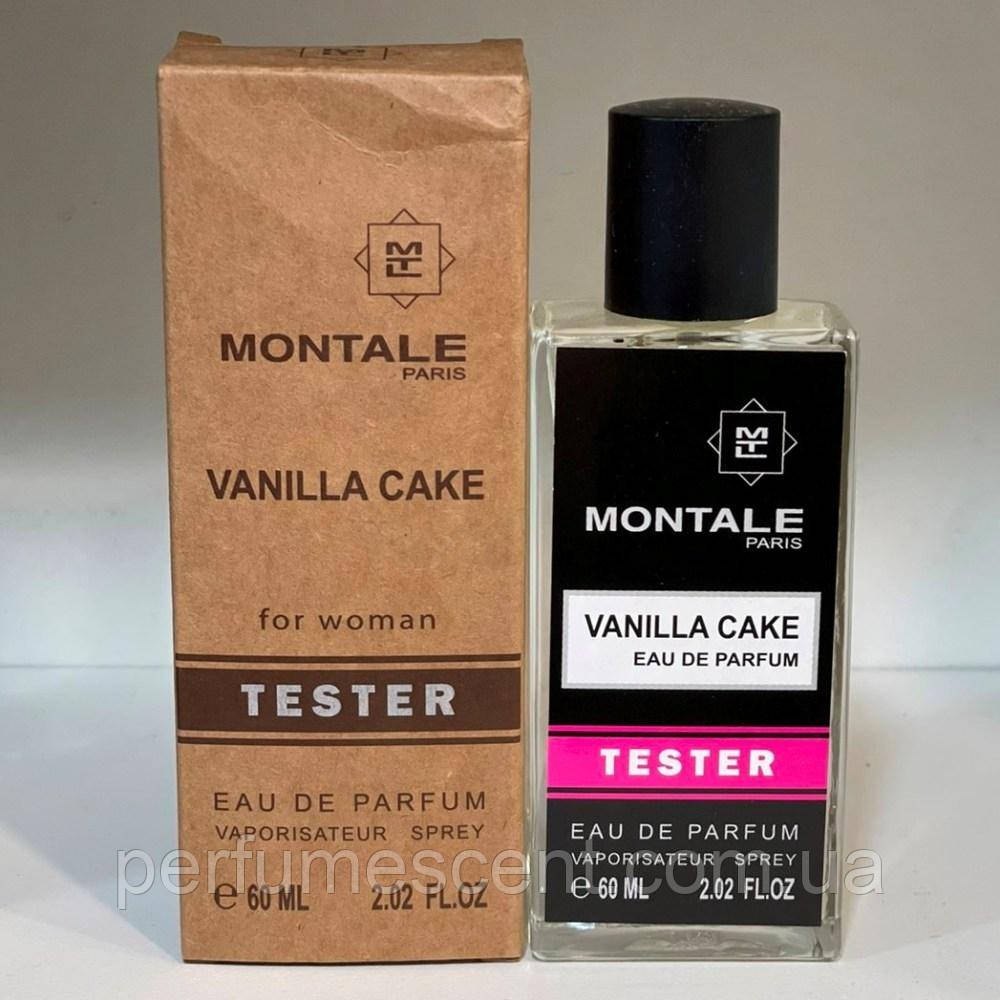 MTL
MONTALE
PARIS
VANILLA CAKE
for woman
TESTER
EAU DE PARFUM
VAPORISATEUR SPREY
e 60 ML 2.02 FL.OZ
MTL
MONTALE
PARIS
VANILLA CAKE
EAU DE PARFUM
TESTER
EAU DE PARFUM
VAPORISATEUR SPREY
e 60 ML 2.02 FL.OZ
perfumescent.com.ua